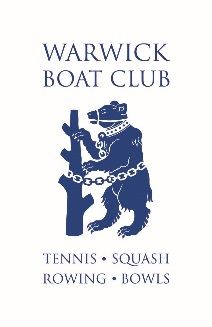 WARWICK
BOAT CLUB
TENNIS • SQUASH
ROWING • BOWLS